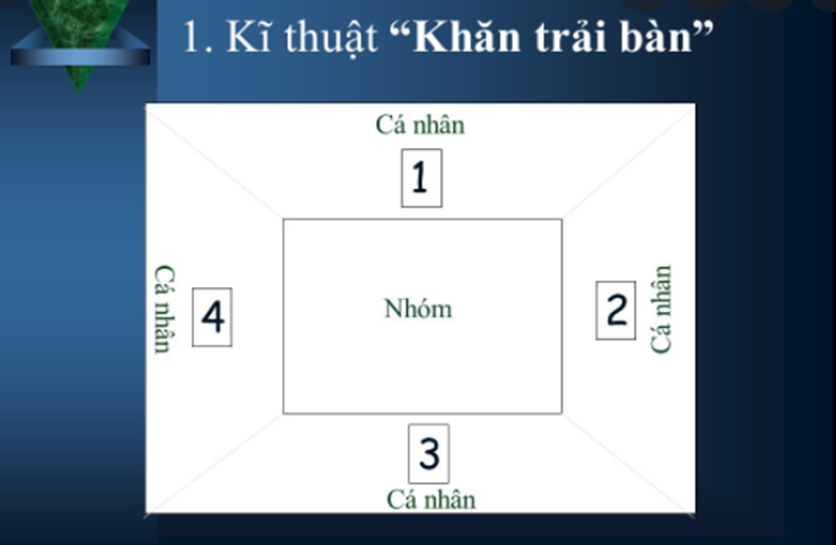 1. Kĩ thuật “Khăn trải bàn”
Cá nhân
1
Cá nhân
4
Nhóm
2
Cá nhân
3
Cá nhân